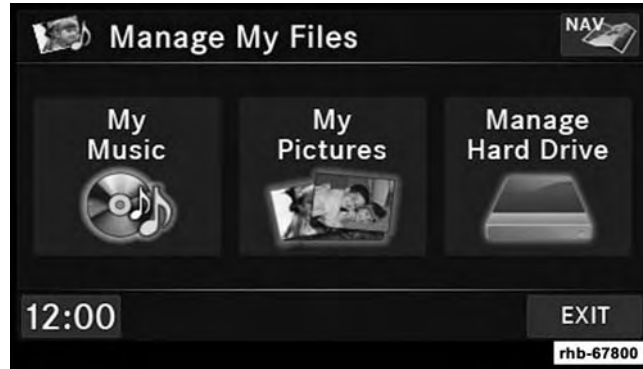 Manage My Files
NAV
My
Music
My
Pictures
Manage
Hard Drive
12:00
EXIT
rhb-67800